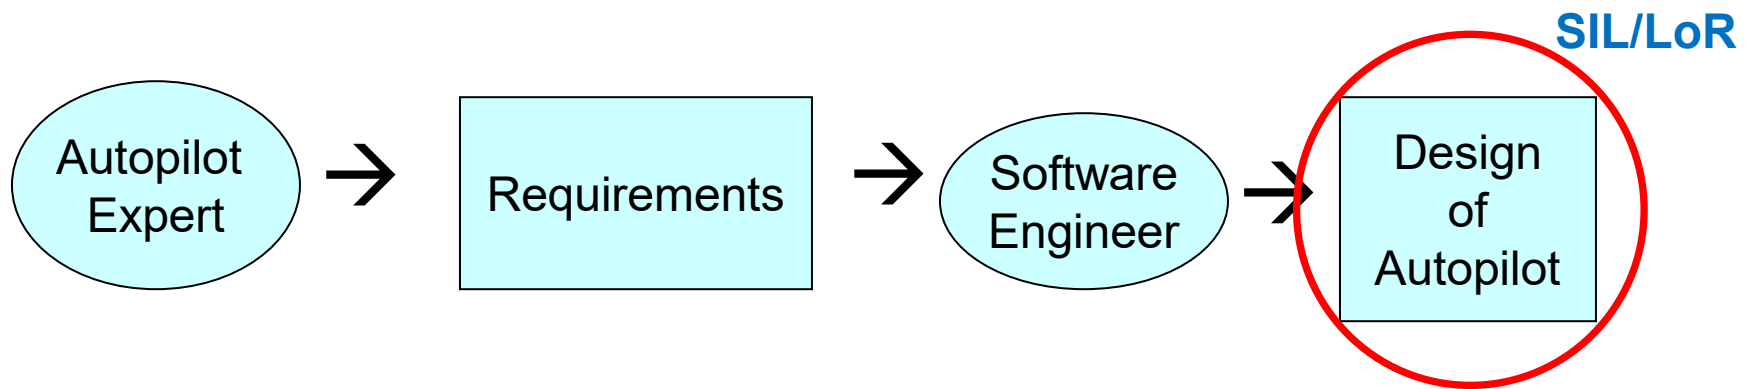 SIL/LoR
Autopilot
Expert
Requirements
Software
Engineer
Design
of
Autopilot